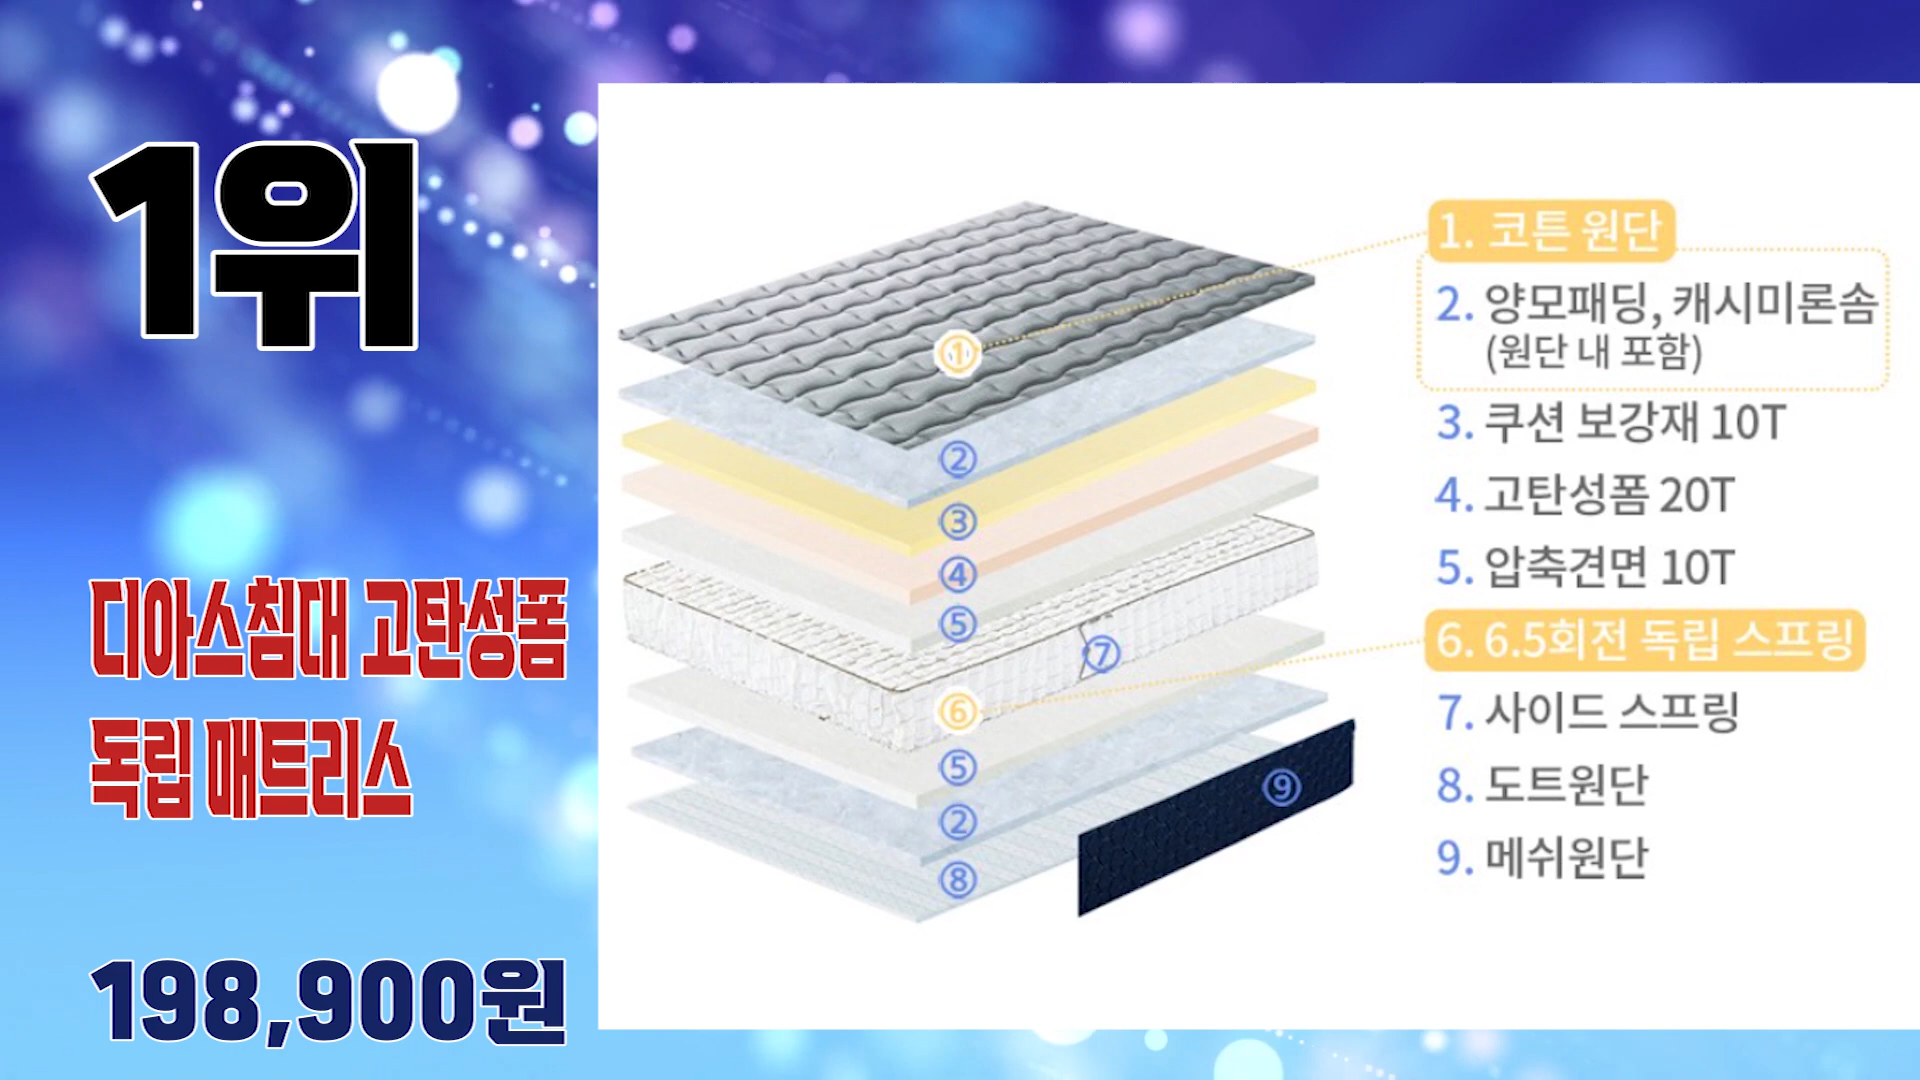 1위
디아스침대 고탄성폼
독립 매트리스
198,900원
1. 코튼 원단
2. 양모패딩, 캐시미론솜
(원단 내 포함)
3. 쿠션 보강재 10T
4. 고탄성폼 20T
5. 압축견면 10T
6. 6.5회전 독립 스프링
7. 사이드 스프링
8. 도트원단
9. 메쉬원단
①
②
③
④
⑤
⑦
⑥
⑤
②
⑨
⑧